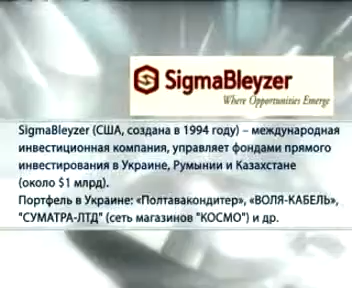 SigmaBleyzer
Where Opportunities Emerge
SigmaBleyzer (США, создана в 1994 году) – международная
инвестиционная компания, управляет фондами прямого
инвестирования в Украине, Румынии и Казахстане
(около $1 млрд).
Портфель в Украине: «Полтавакондитер», «ВОЛЯ-КАБЕЛЬ»,
"СУМАТРА-ЛТД" (сеть магазинов "КОСМО") и др.